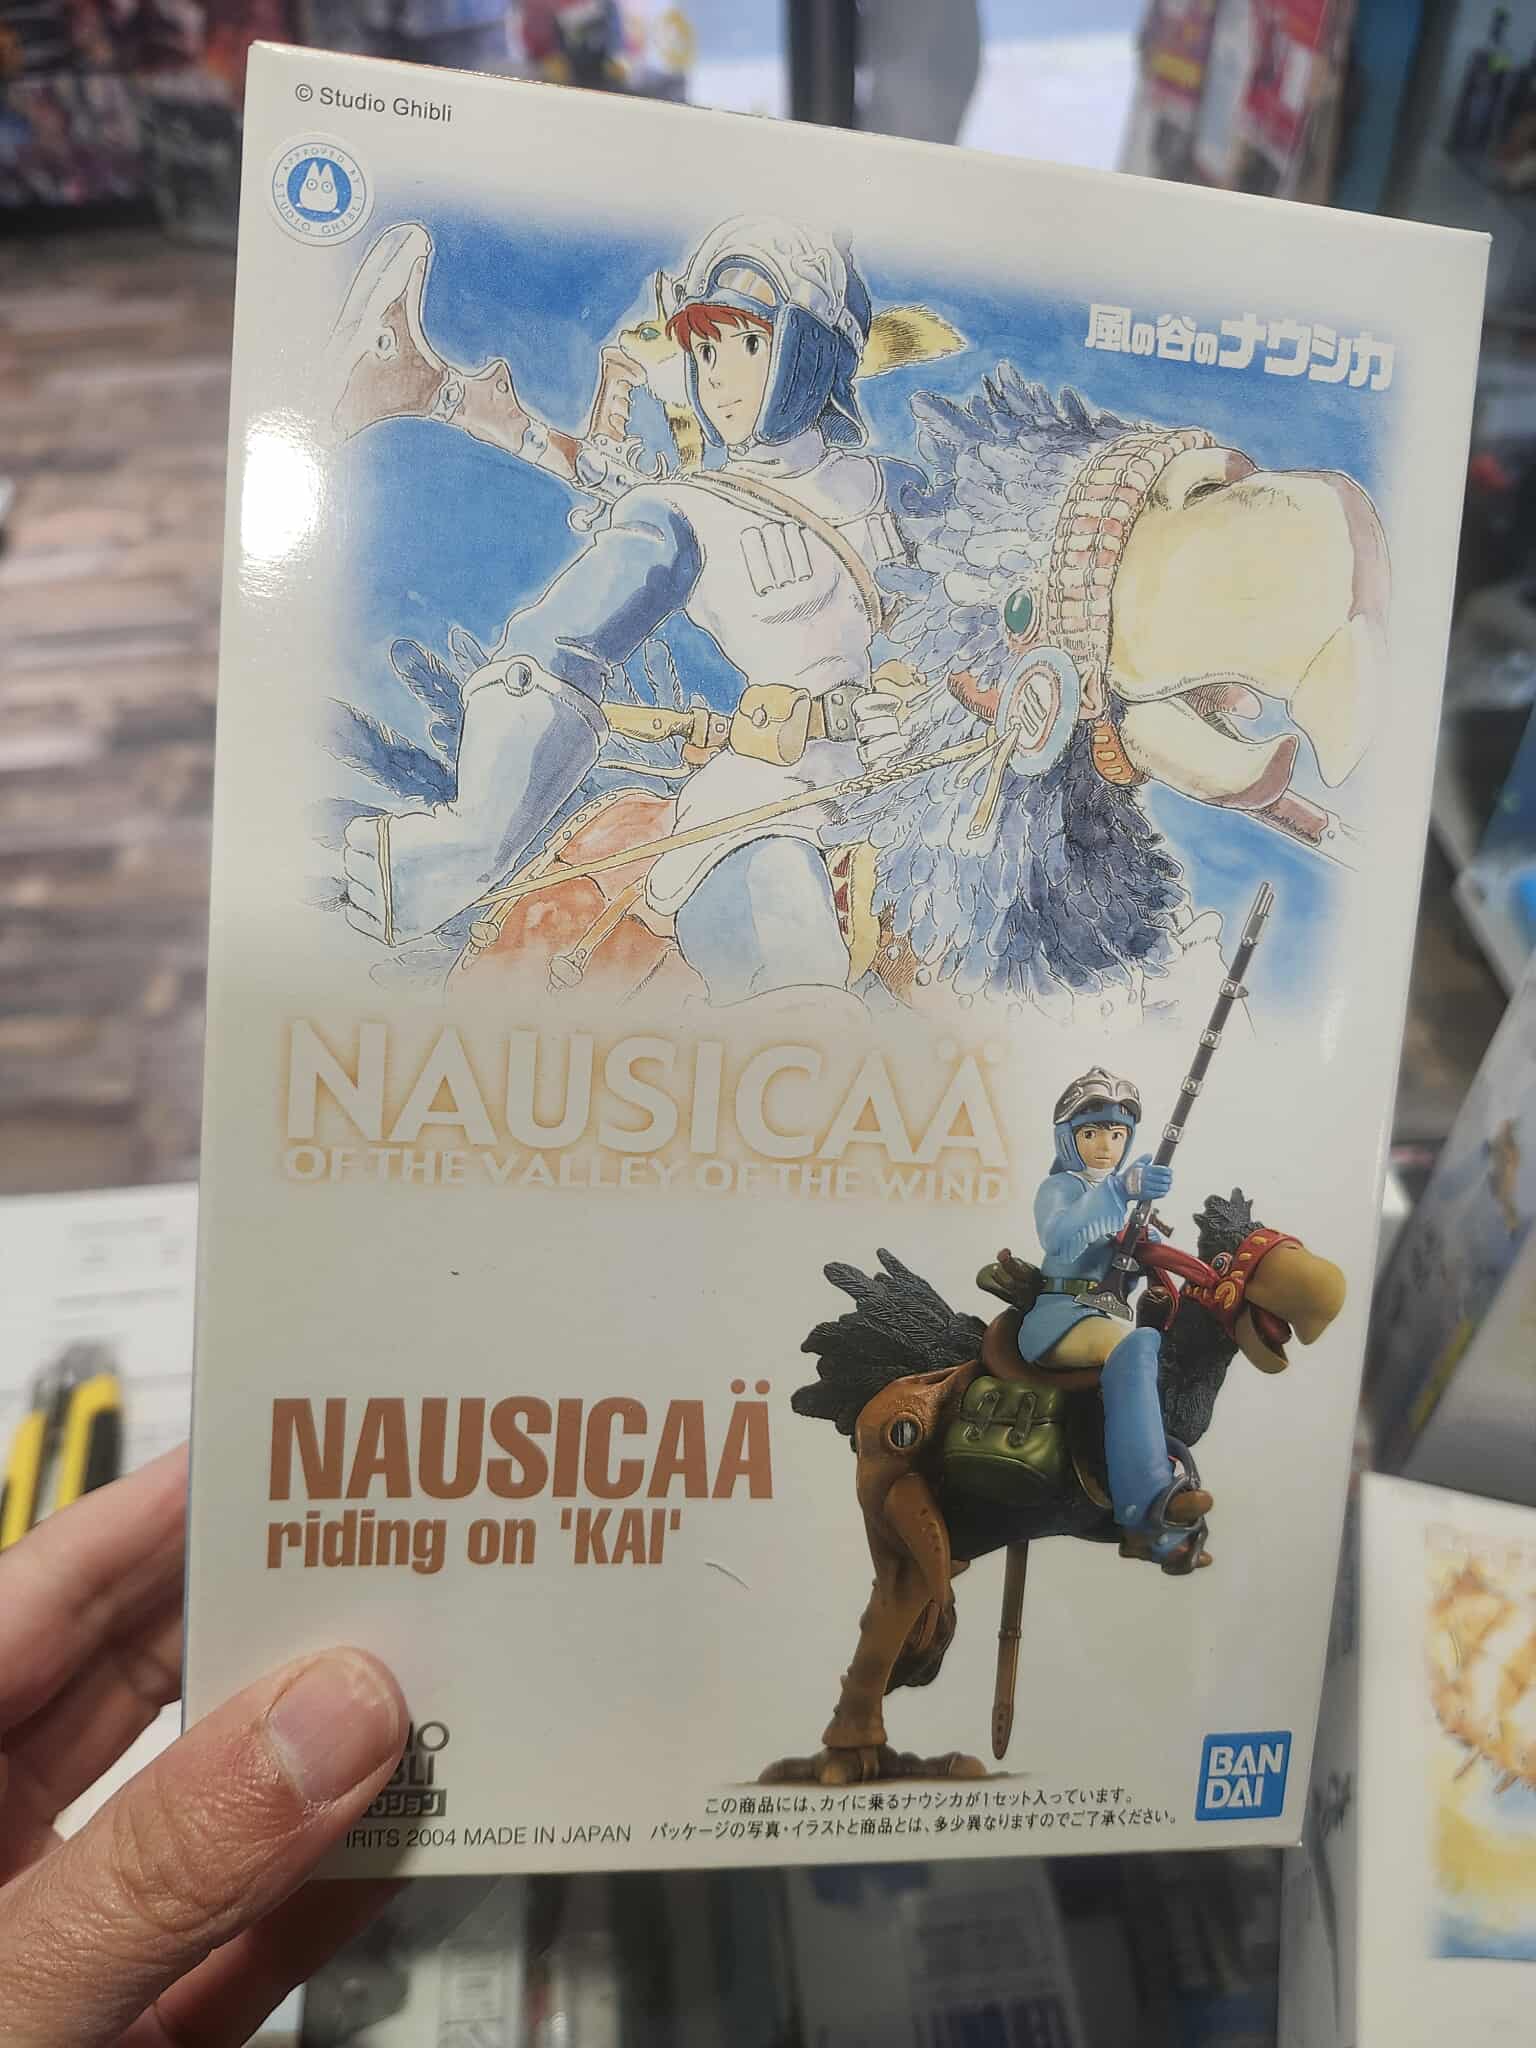 © Studio Ghibli
APPROVED BY
STUDIO GHIBLI
風の谷のナウシカ
NAUSICAÄ
OF THE VALLEY OF THE WIND
NAUSICAÄ
riding on 'KAI'
BAN
DAI
この商品には、カイに乗るナウシカが1セット入っています。
2004 MADE IN JAPAN
パッケージの写真・イラストと商品とは、多少異なりますのでご了承ください。